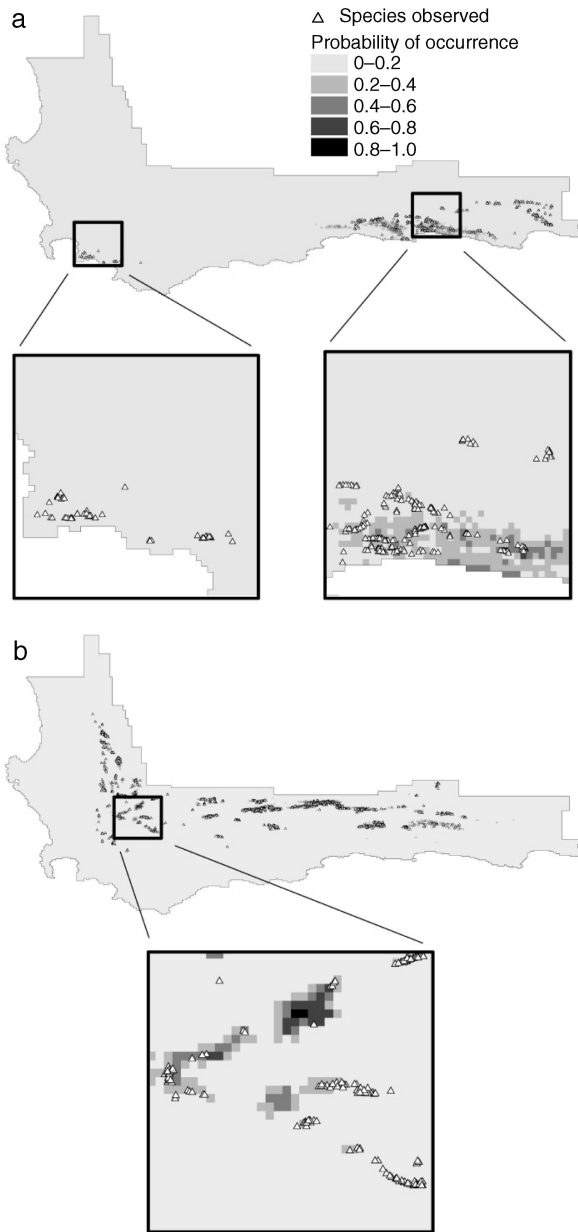 a
Species observed
Probability of occurrence
0–0.2
0.2–0.4
0.4–0.6
0.6–0.8
0.8–1.0
b